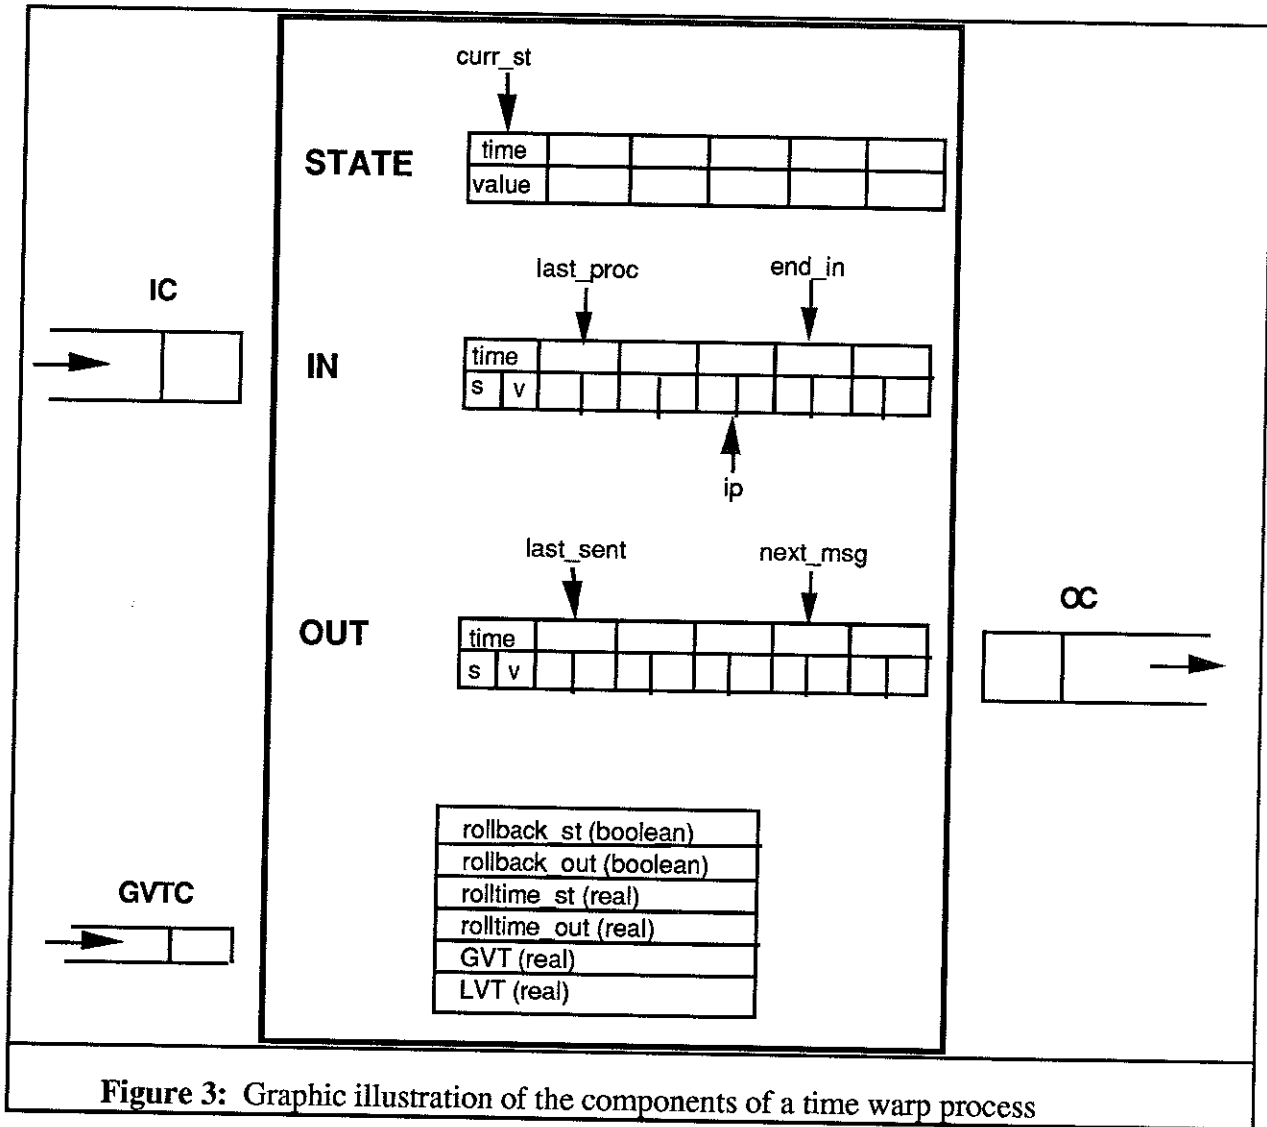 curr_st
STATE
time
value
last_proc
end_in
IC
IN
time
s v
ip
last_sent
next_msg
OC
OUT
time
s v
rollback_st (boolean)
rollback_out (boolean)
rolltime_st (real)
rolltime_out (real)
GVT (real)
LVT (real)
GVTC
Figure 3: Graphic illustration of the components of a time warp process